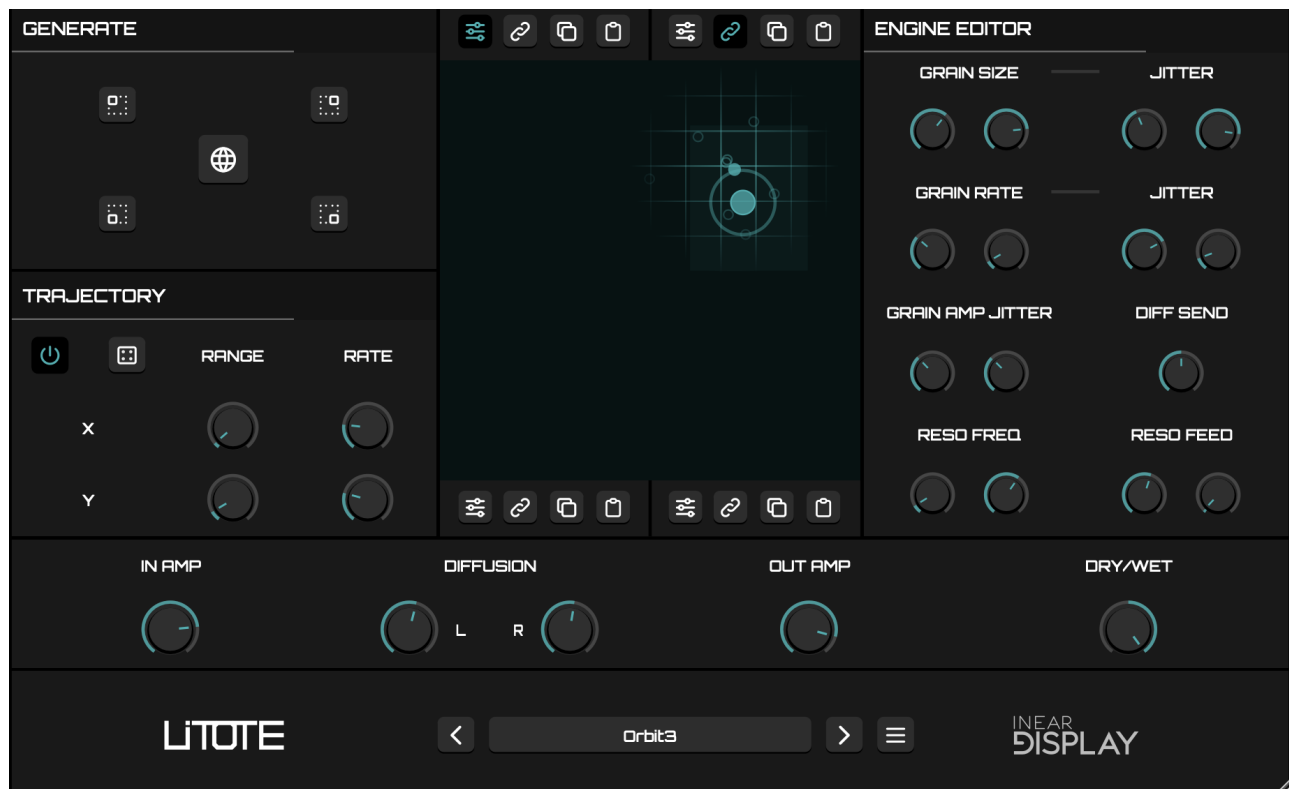 GENERATE
ENGINE EDITOR
GRAIN SIZE JITTER
GRAIN RATE JITTER
GRAIN AMP JITTER DIFF SEND
RESO FREQ RESO FEED
TRAJECTORY
RANGE RATE
X
Y
IN AMP DIFFUSION OUT AMP DRY/WET
L R
LiTOTE
Orbit3
INEAR
DISPLAY